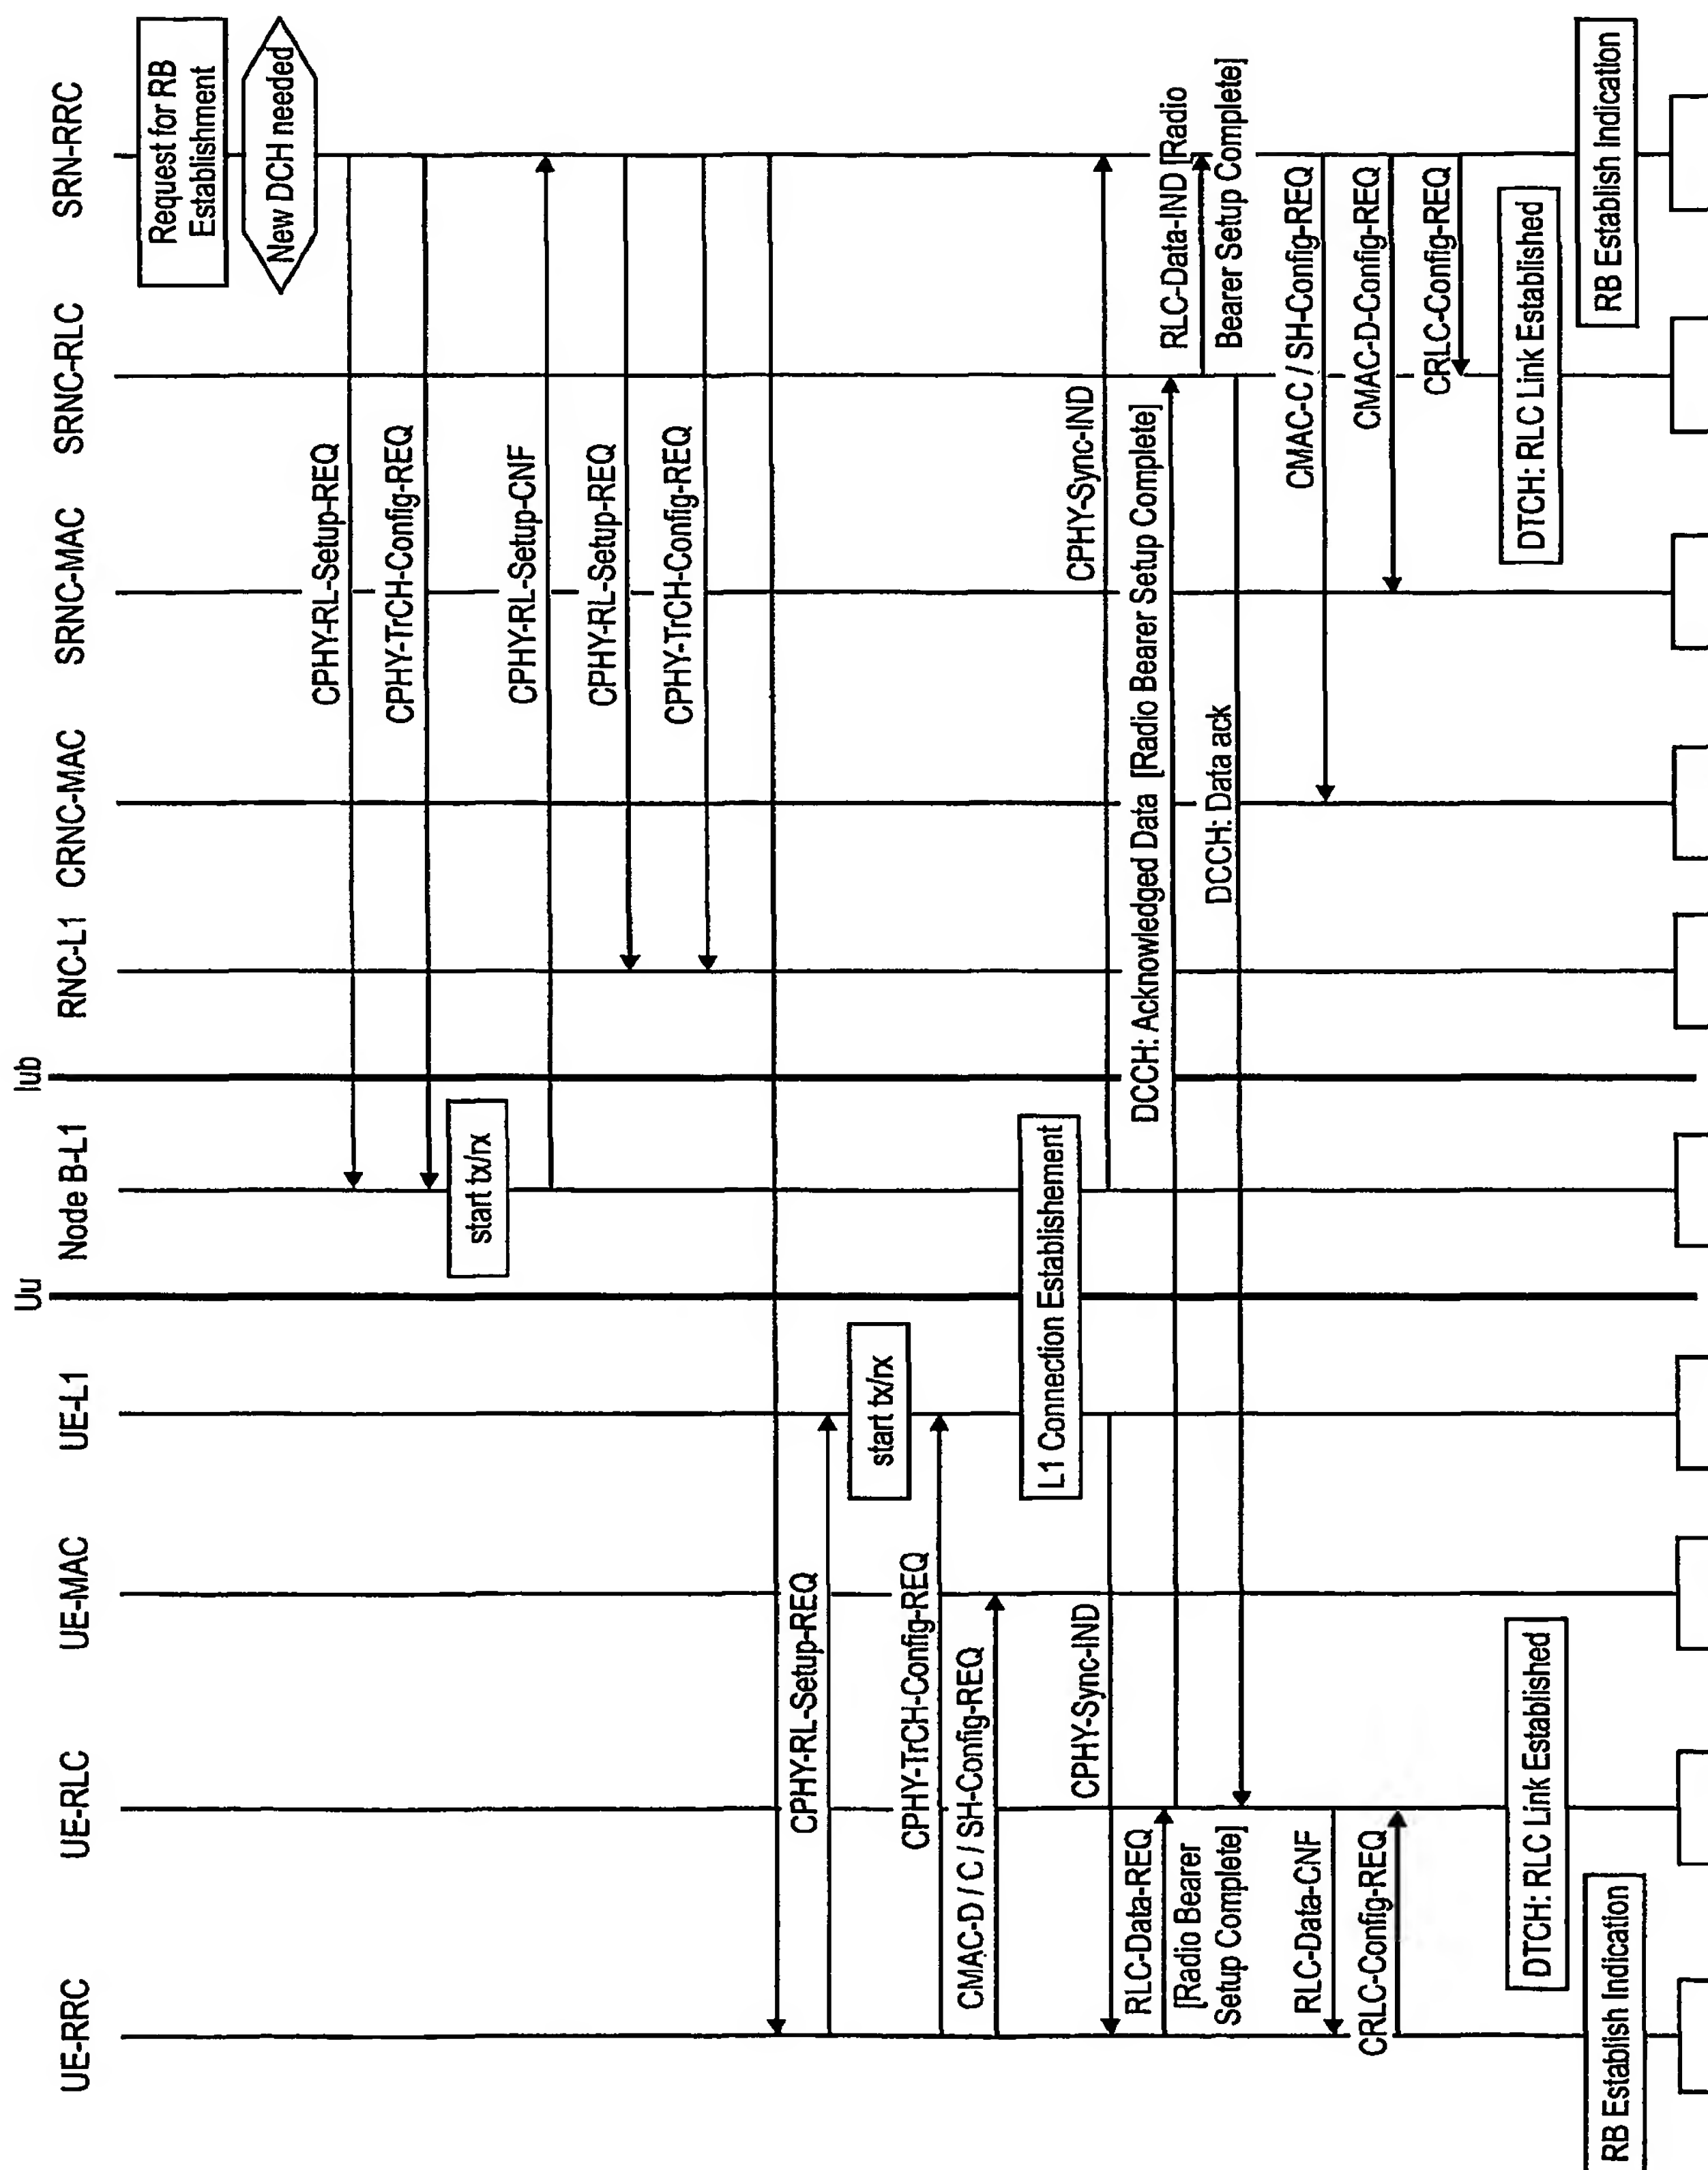 Uu
Iub
UE-RRC
UE-RLC
UE-MAC
UE-L1
Node B-L1
RNC-L1
CRNC-MAC
SRNC-MAC
SRNC-RLC
SRN-RRC
Request for RB
Establishment
New DCH needed
CPHY-RL-Setup-REQ
CPHY-TrCH-Config-REQ
start tx/rx
CPHY-RL-Setup-CNF
CPHY-RL-Setup-REQ
CPHY-TrCH-Config-REQ
CPHY-RL-Setup-REQ
start tx/rx
CPHY-TrCH-Config-REQ
CMAC-D / C / SH-Config-REQ
L1 Connection Establishement
CPHY-Sync-IND
CPHY-Sync-IND
RLC-Data-REQ
[Radio Bearer
Setup Complete]
DCCH: Acknowledged Data [Radio Bearer Setup Complete]
RLC-Data-IND [Radio
Bearer Setup Complete]
DCCH: Data ack
RLC-Data-CNF
CMAC-C / SH-Config-REQ
CRLC-Config-REQ
CMAC-D-Config-REQ
CRLC-Config-REQ
DTCH: RLC Link Established
DTCH: RLC Link Established
RB Establish Indication
RB Establish Indication